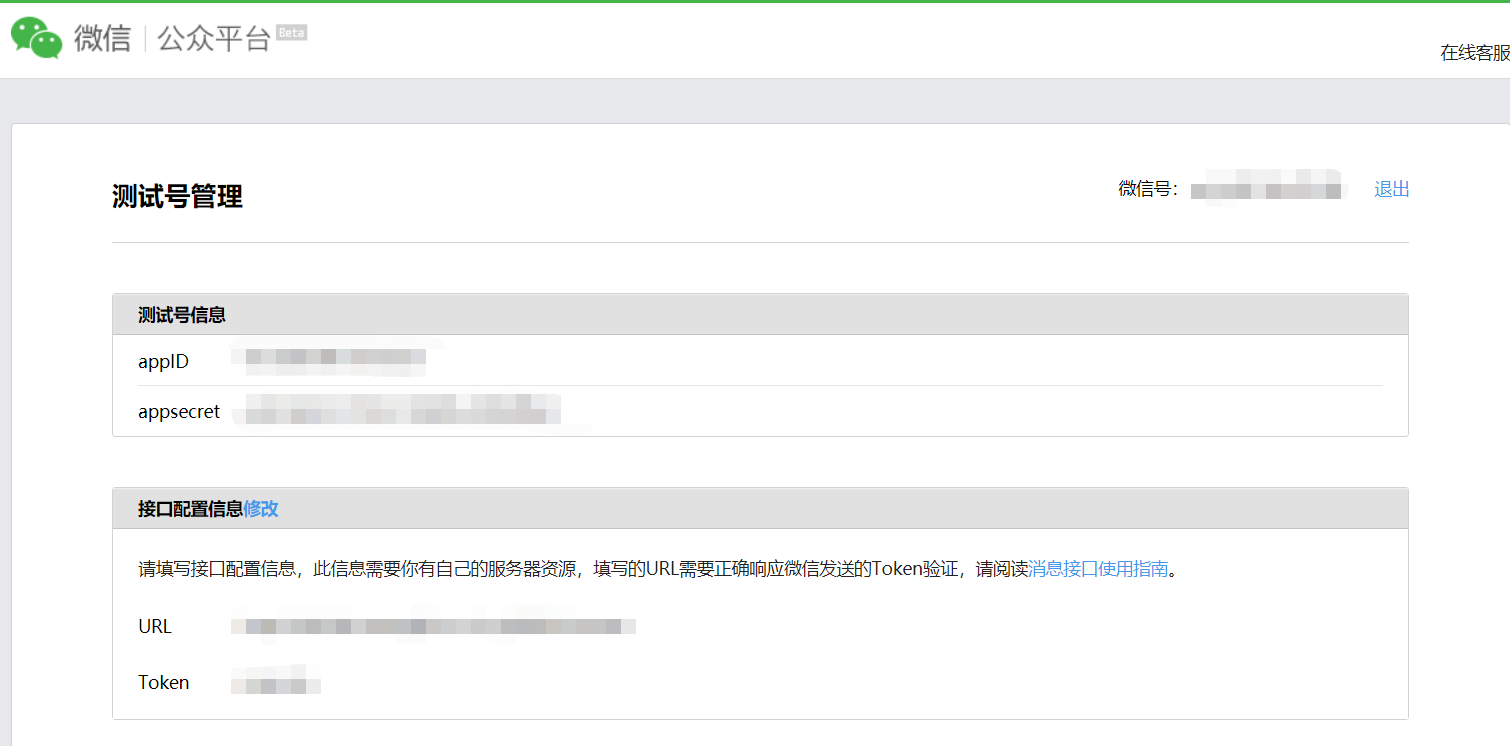 微信 | 公众平台 Beta
在线客服
测试号管理
微信号： 退出
测试号信息
appID
appsecret
接口配置信息修改
请填写接口配置信息，此信息需要你有自己的服务器资源，填写的URL需要正确响应微信发送的Token验证，请阅读消息接口使用指南。
URL
Token